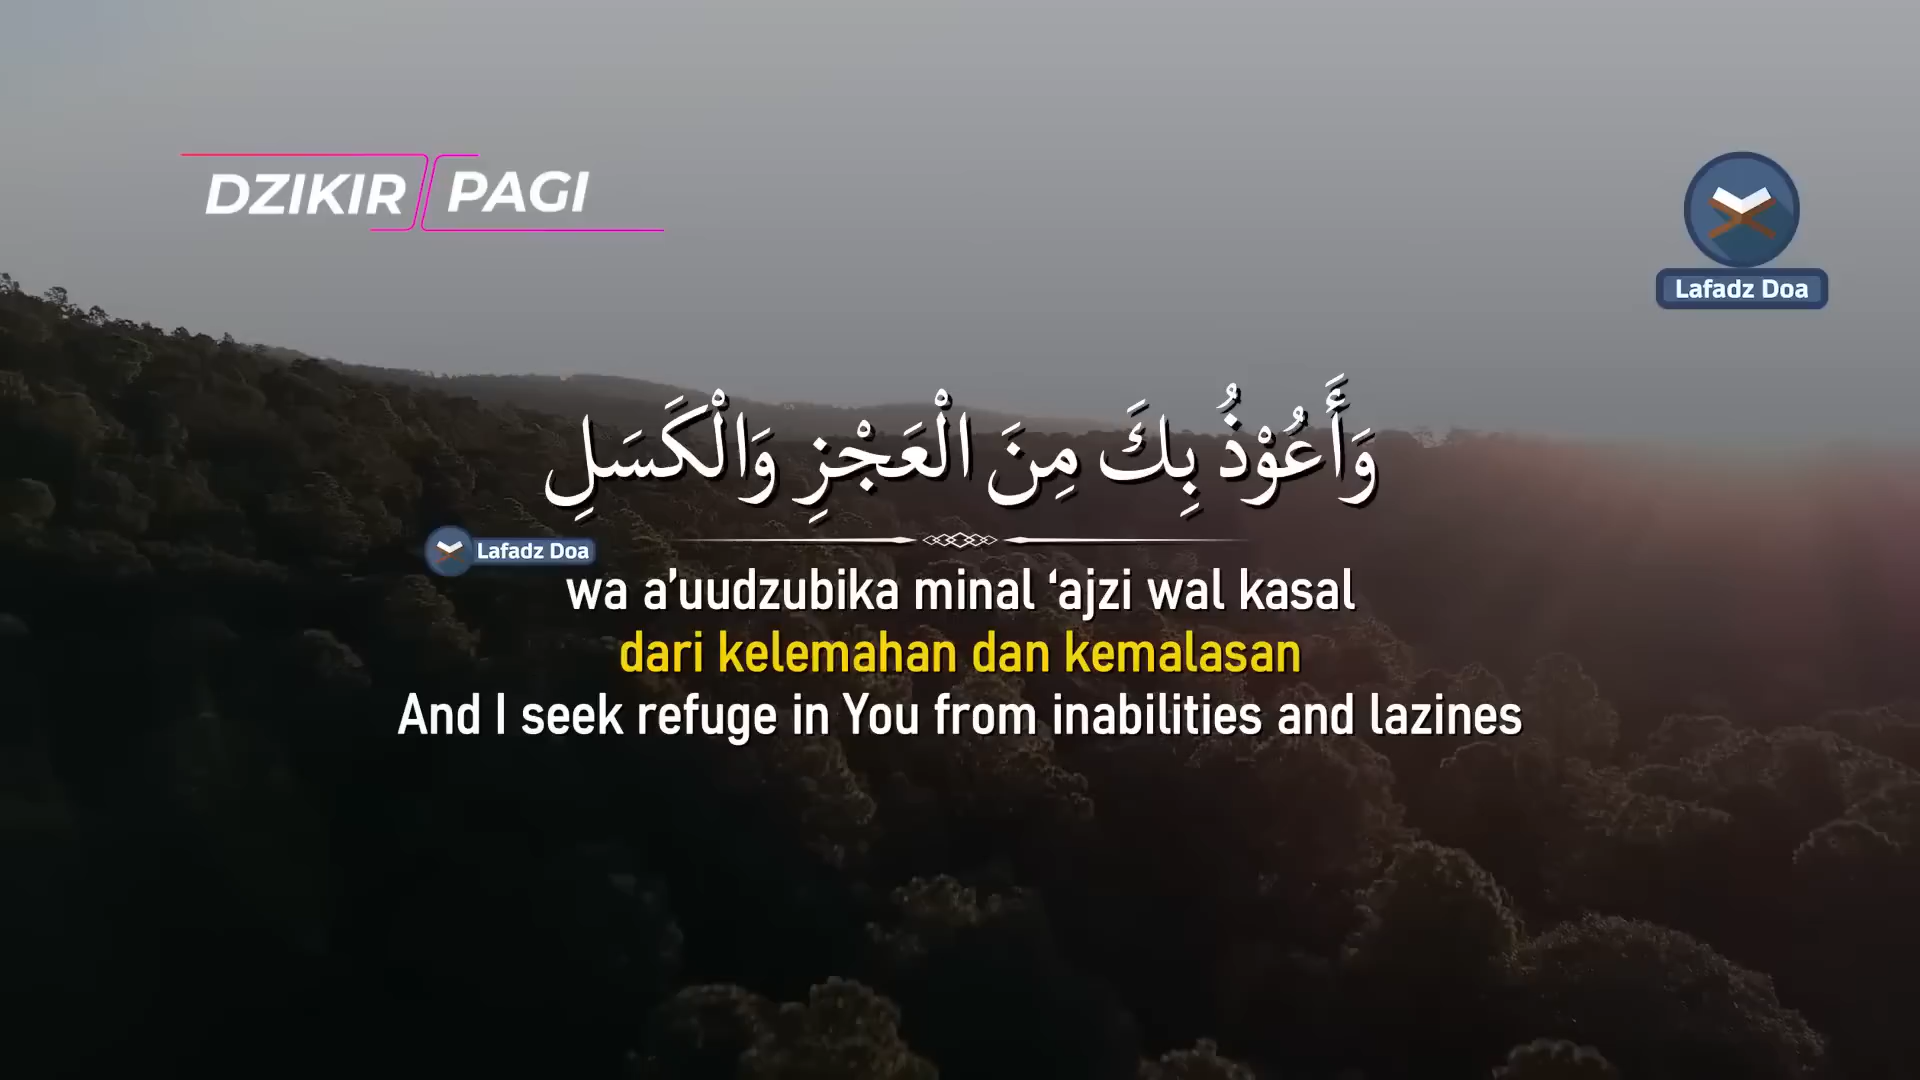 DZIKIR PAGI
Lafadz Doa
وَأَعُوْذُ بِكَ مِنَ الْعَجْزِ وَالْكَسَلِ
Lafadz Doa
wa a’uudzubika minal ‘ajzi wal kasal
dari kelemahan dan kemalasan
And I seek refuge in You from inabilities and lazines